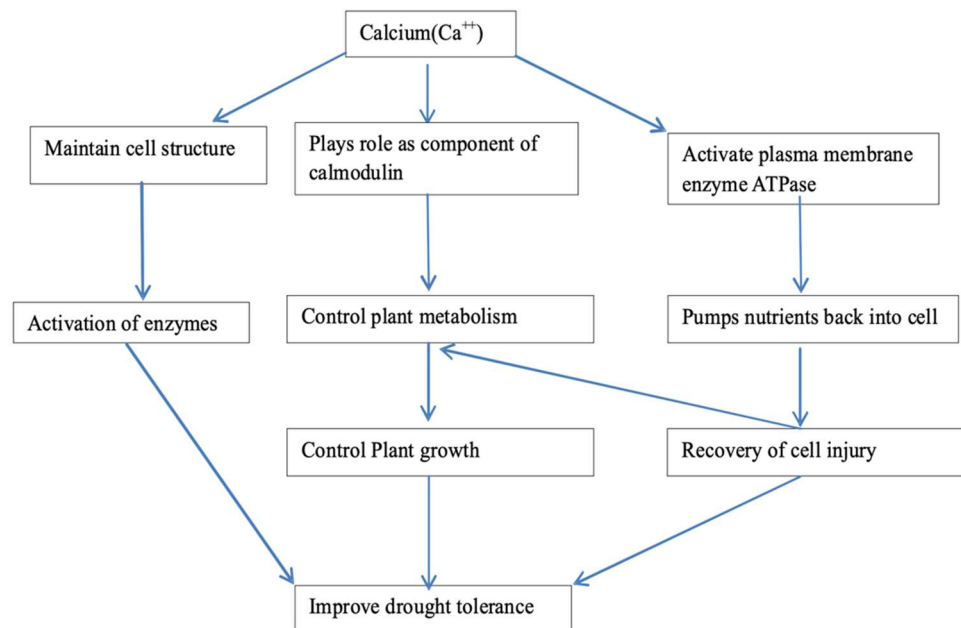 Calcium(Ca++)
Maintain cell structure
Plays role as component of
calmodulin
Activate plasma membrane
enzyme ATPase
Activation of enzymes
Control plant metabolism
Pumps nutrients back into cell
Control Plant growth
Recovery of cell injury
Improve drought tolerance